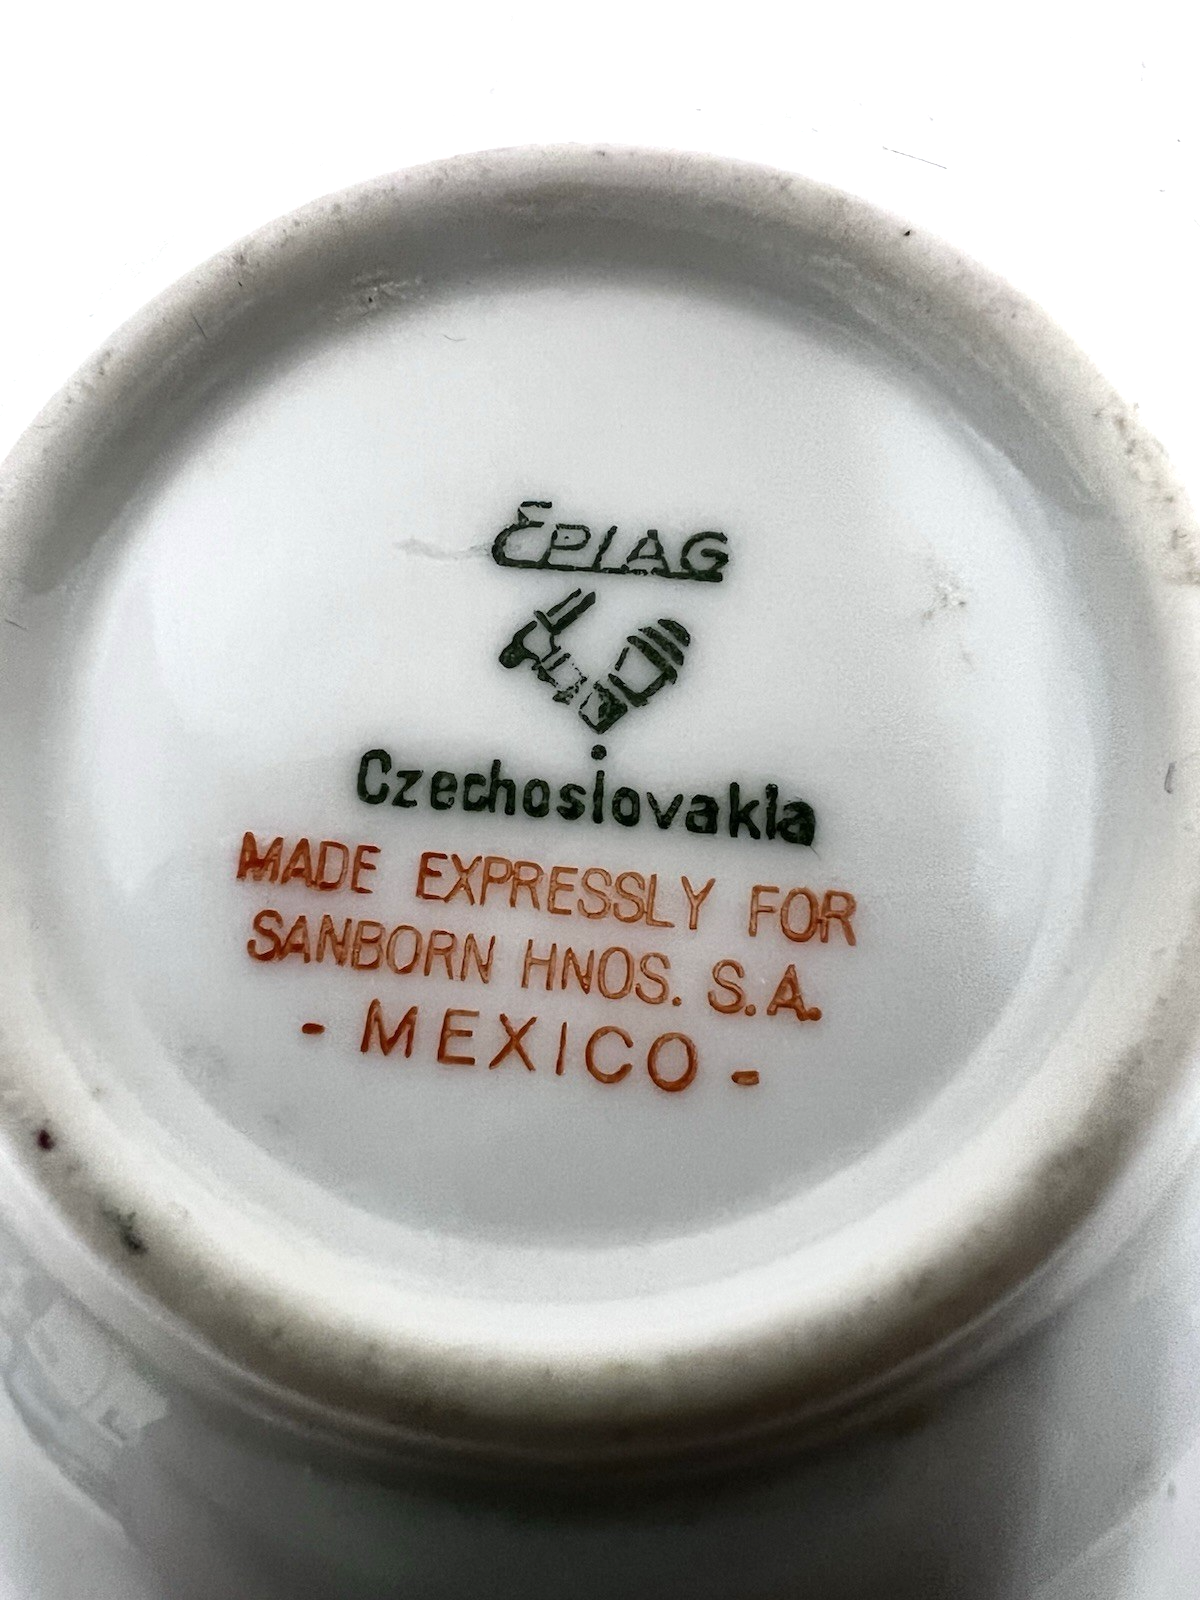 EPIAG
Czechoslovakia
MADE EXPRESSLY FOR
SANBORN HNOS. S.A.
- MEXICO -